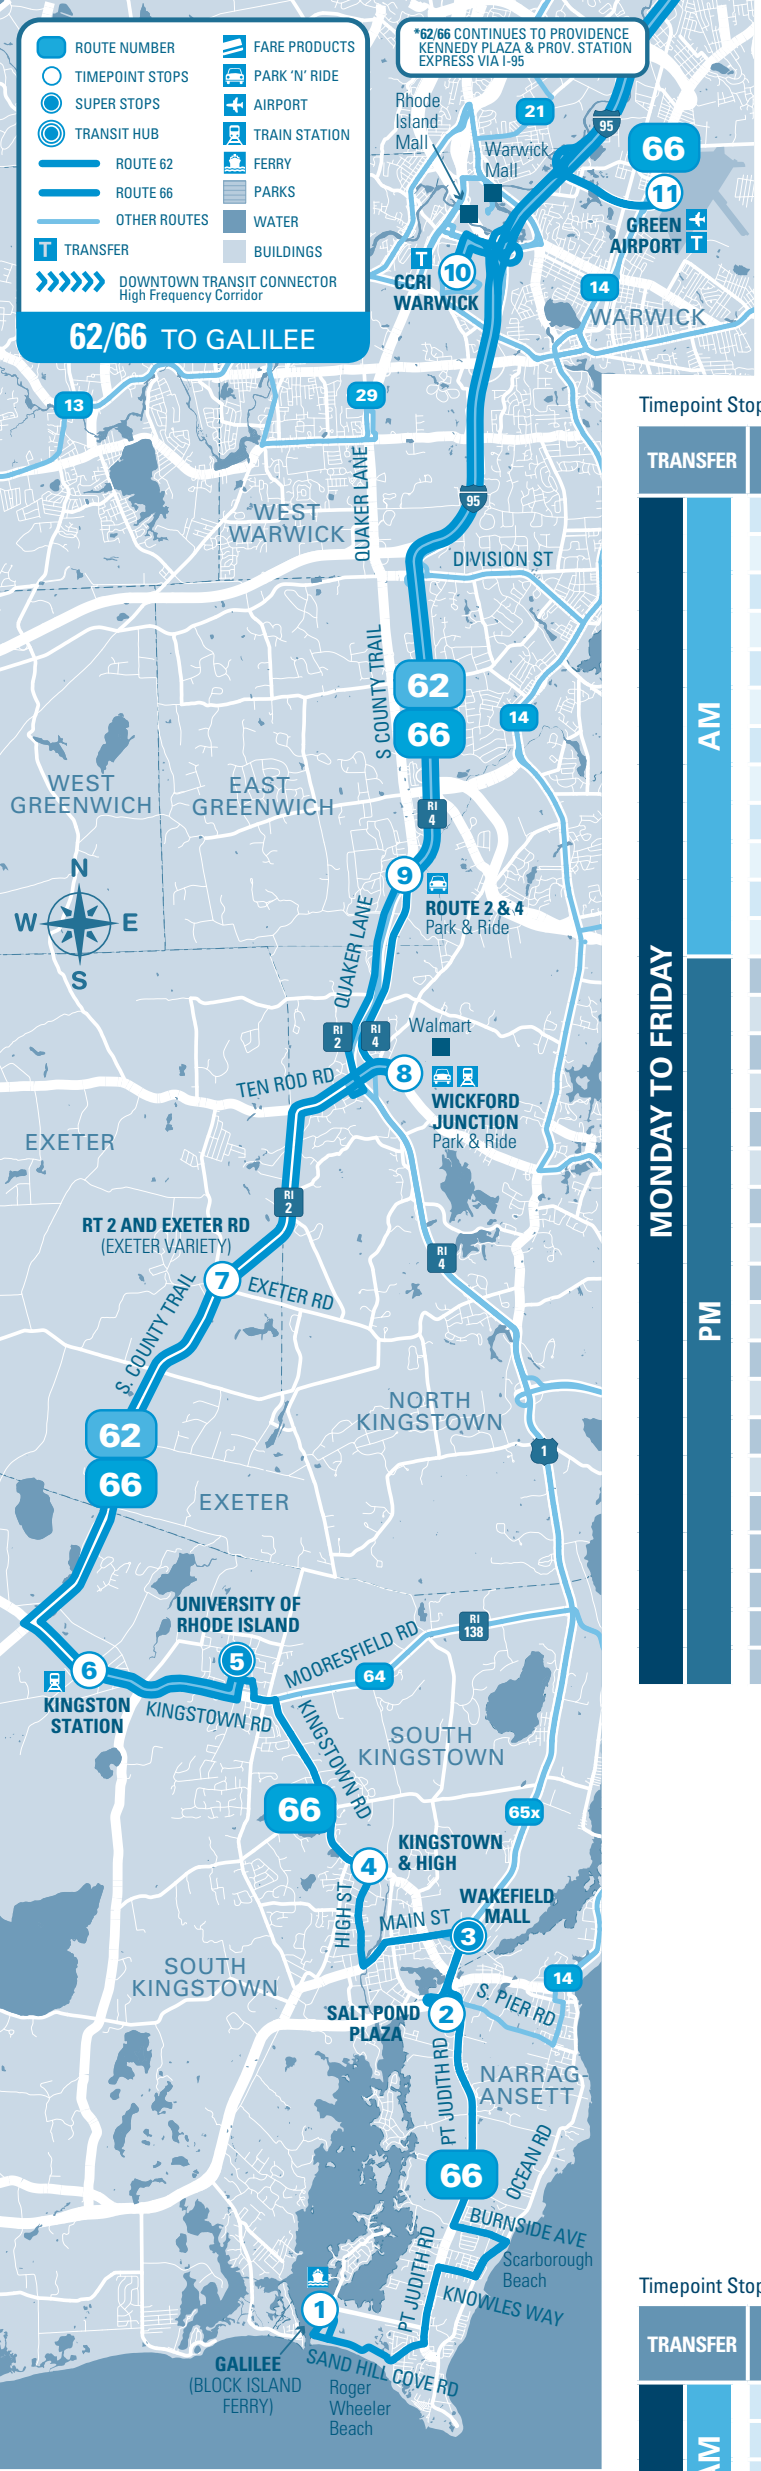 *62/66 CONTINUES TO PROVIDENCE
KENNEDY PLAZA & PROV. STATION
EXPRESS VIA I-95
ROUTE NUMBER
TIMEPOINT STOPS
SUPER STOPS
TRANSIT HUB
ROUTE 62
ROUTE 66
OTHER ROUTES
T TRANSFER
FARE PRODUCTS
PARK 'N' RIDE
AIRPORT
TRAIN STATION
FERRY
PARKS
WATER
BUILDINGS
DOWNTOWN TRANSIT CONNECTOR
High Frequency Corridor
62/66 TO GALILEE
Rhode
Island
Mall
21
95
Warwick
Mall
66
11
GREEN
AIRPORT
T
T
10
CCRI
WARWICK
14
WARWICK
13
29
QUAKER LANE
95
WEST
WARWICK
DIVISION ST
S COUNTY TRAIL
62
66
14
WEST
GREENWICH
EAST
GREENWICH
RI
4
N
W
E
S
9
ROUTE 2 & 4
Park & Ride
QUAKER LANE
RI
2
RI
4
Walmart
TEN ROD RD
8
WICKFORD
JUNCTION
Park & Ride
EXETER
RI
2
RT 2 AND EXETER RD
(EXETER VARIETY)
RI
4
7
EXETER RD
S. COUNTY TRAIL
62
66
NORTH
KINGSTOWN
1
EXETER
UNIVERSITY OF
RHODE ISLAND
5
MOORESFIELD RD
RI
138
6
64
KINGSTON
STATION
KINGSTOWN RD
KINGSTOWN RD
SOUTH
KINGSTOWN
66
65x
KINGSTOWN
& HIGH
4
HIGH ST
WAKEFIELD
MALL
MAIN ST
3
SOUTH
KINGSTOWN
14
SALT POND
PLAZA
2
S. PIER RD
PT JUDITH RD
NARRAG-
ANSETT
66
OCEAN RD
BURNSIDE AVE
Scarborough
Beach
PT JUDITH RD
KNOWLES WAY
1
GALILEE
(BLOCK ISLAND
FERRY)
SAND HILL COVE RD
Roger
Wheeler
Beach
Timepoint Stop
TRANSFER
MONDAY TO FRIDAY
AM
PM
Timepoint Stop
TRANSFER
AM